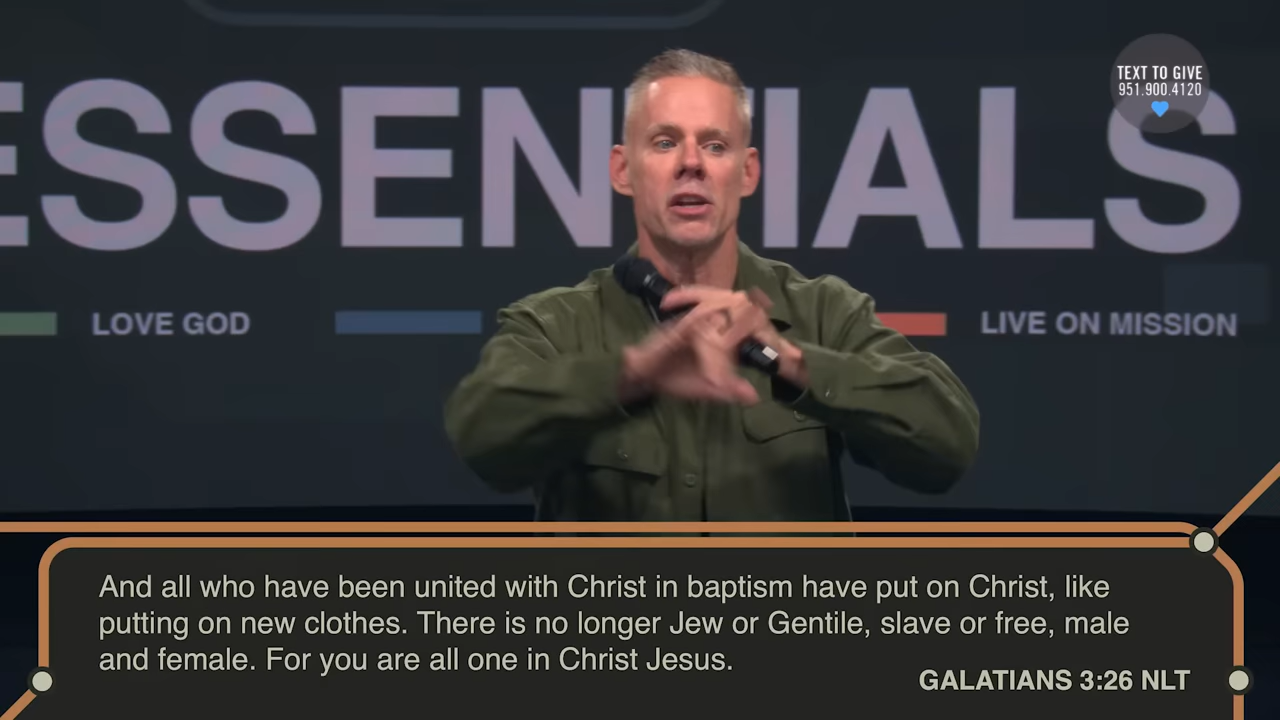 TEXT TO GIVE
951.900.4120
ESSENTIALS
LOVE GOD
LIVE ON MISSION
And all who have been united with Christ in baptism have put on Christ, like
putting on new clothes. There is no longer Jew or Gentile, slave or free, male
and female. For you are all one in Christ Jesus.
GALATIANS 3:26 NLT